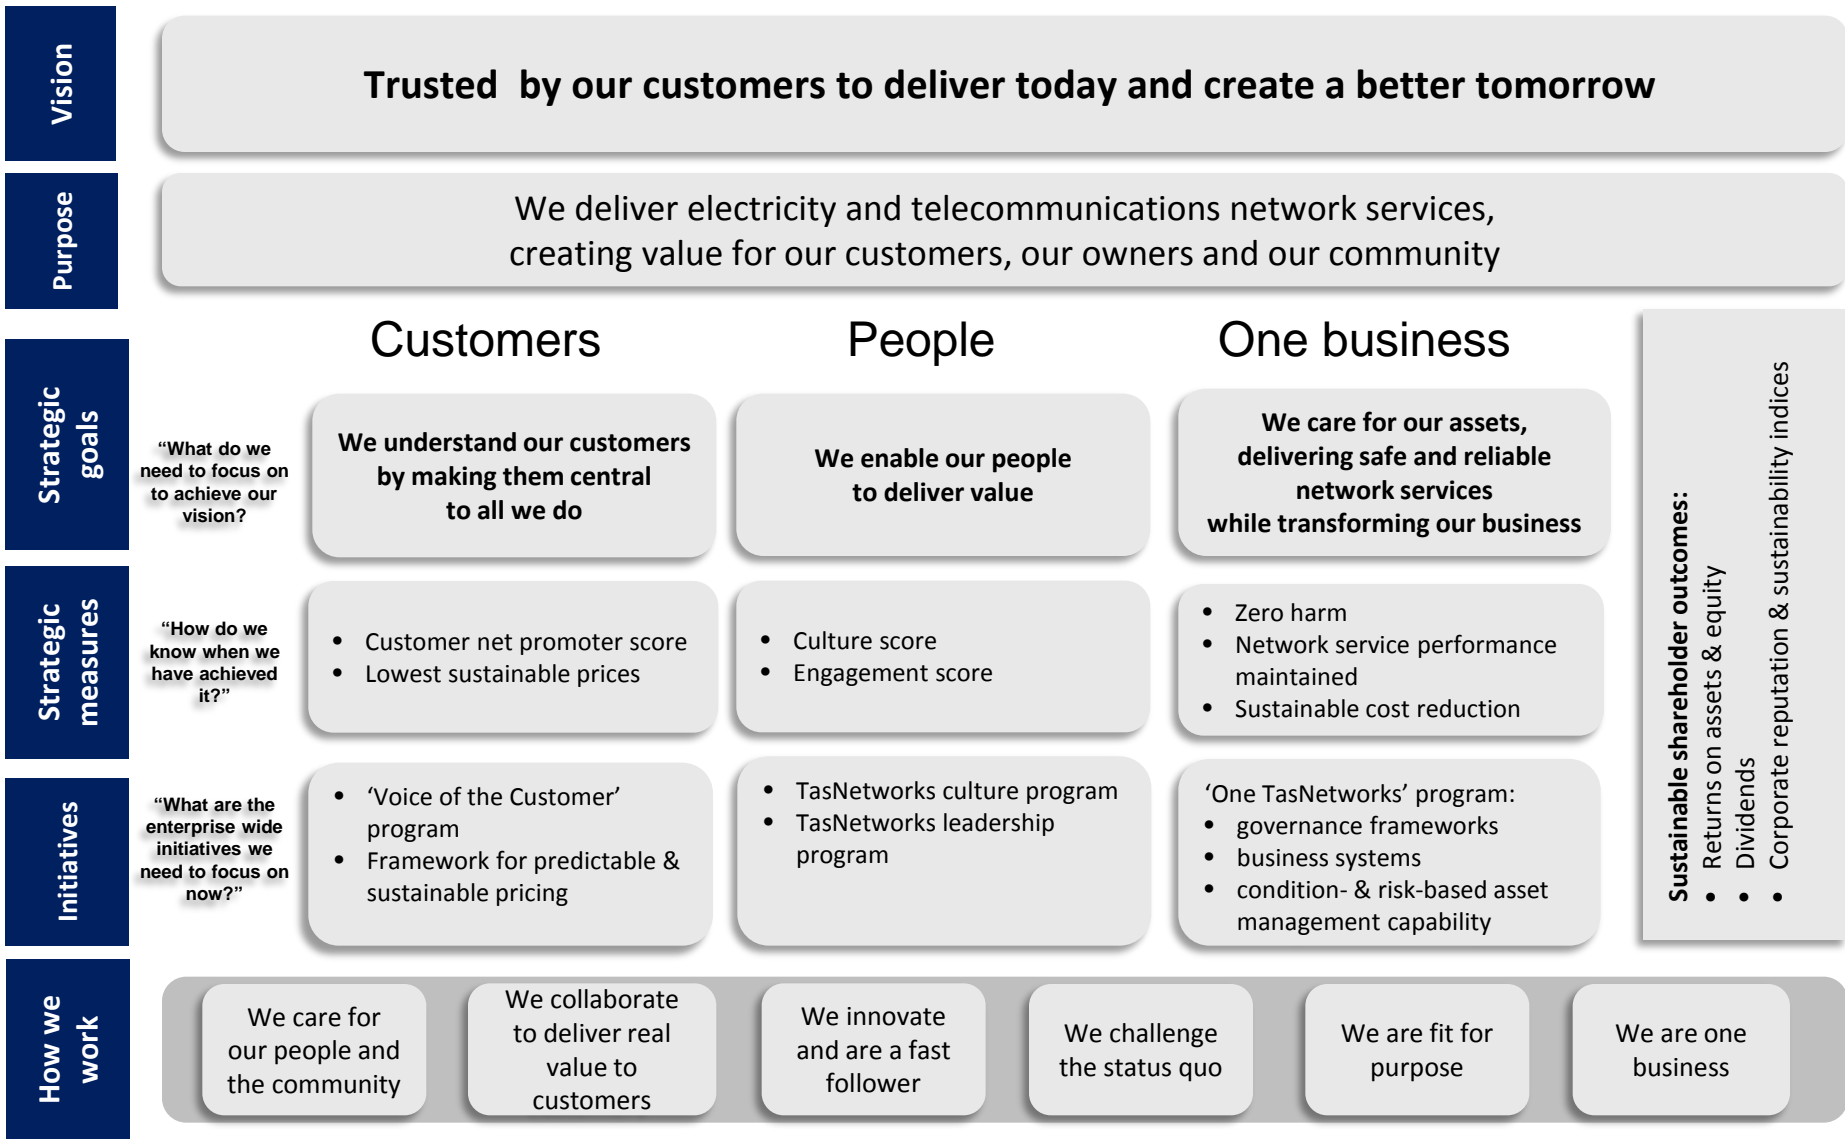 Vision
Trusted by our customers to deliver today and create a better tomorrow
Purpose
We deliver electricity and telecommunications network services,
creating value for our customers, our owners and our community
Customers
People
One business
Strategic
goals
“What do we
need to focus on
to achieve our
vision?
We understand our customers
by making them central
to all we do
We enable our people
to deliver value
We care for our assets,
delivering safe and reliable
network services
while transforming our business
Strategic
measures
“How do we
know when we
have achieved
it?”
• Customer net promoter score
• Lowest sustainable prices
• Culture score
• Engagement score
• Zero harm
• Network service performance
maintained
• Sustainable cost reduction
Initiatives
“What are the
enterprise wide
initiatives we
need to focus on
now?”
• ‘Voice of the Customer’
program
• Framework for predictable &
sustainable pricing
• TasNetworks culture program
• TasNetworks leadership
program
‘One TasNetworks’ program:
• governance frameworks
• business systems
• condition- & risk-based asset
management capability
Sustainable shareholder outcomes:
• Returns on assets & equity
• Dividends
• Corporate reputation & sustainability indices
How we
work
We care for
our people and
the community
We collaborate
to deliver real
value to
customers
We innovate
and are a fast
follower
We challenge
the status quo
We are fit for
purpose
We are one
business